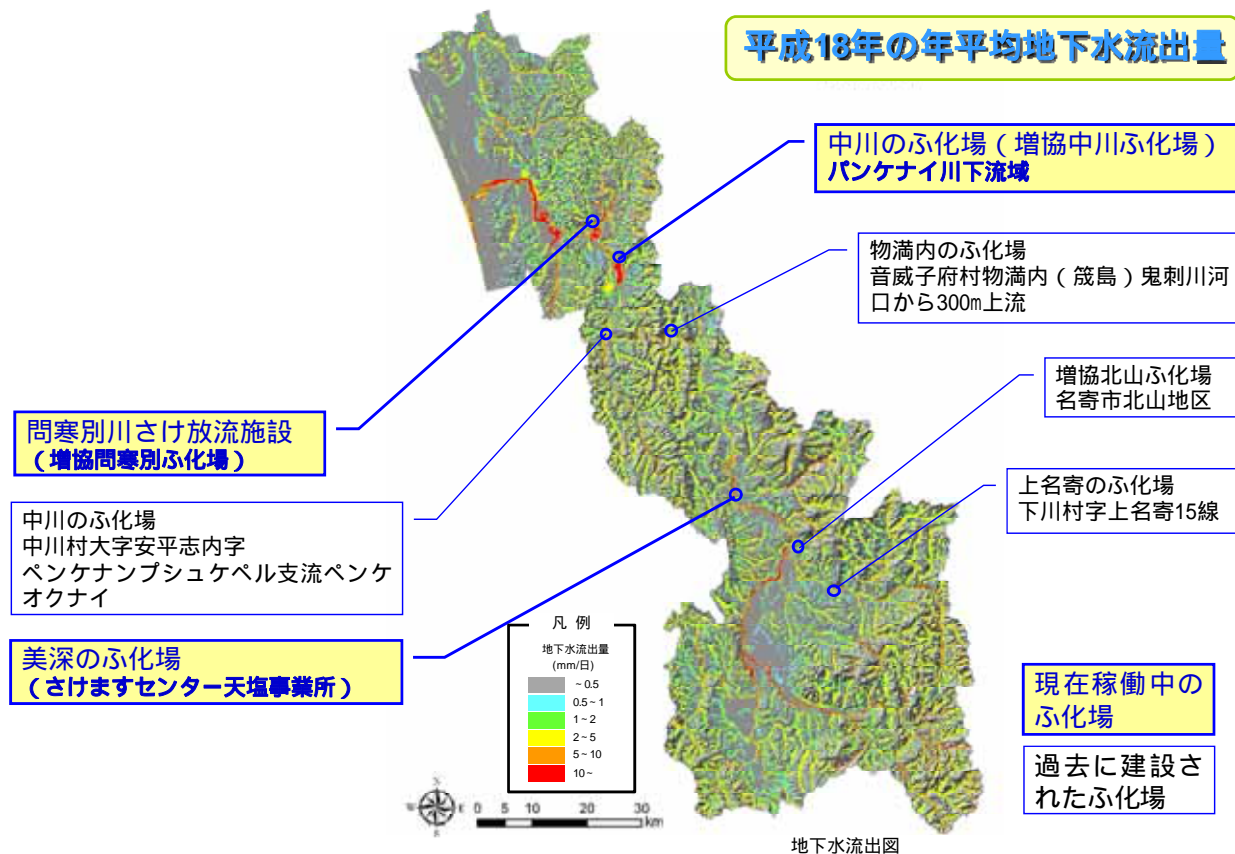 平成18年の年平均地下水流出量
中川のふ化場（増協中川ふ化場）
パンケナイ川下流域
物満内のふ化場
音威子府村物満内（筬島）鬼刺川河
口から300m上流
増協北山ふ化場
名寄市北山地区
問寒別川さけ放流施設
（増協問寒別ふ化場）
上名寄のふ化場
下川村字上名寄15線
中川のふ化場
中川村大字安平志内字
ペンケナンプシュケペル支流ペンケ
オクナイ
美深のふ化場
（さけますセンター天塩事業所）
凡 例
地下水流出量
(mm/日)
～0.5
0.5～1
1～2
2～5
5～10
10～
現在稼働中の
ふ化場
過去に建設さ
れたふ化場
N
W
E
S
0 5 10 20 30
km
地下水流出図